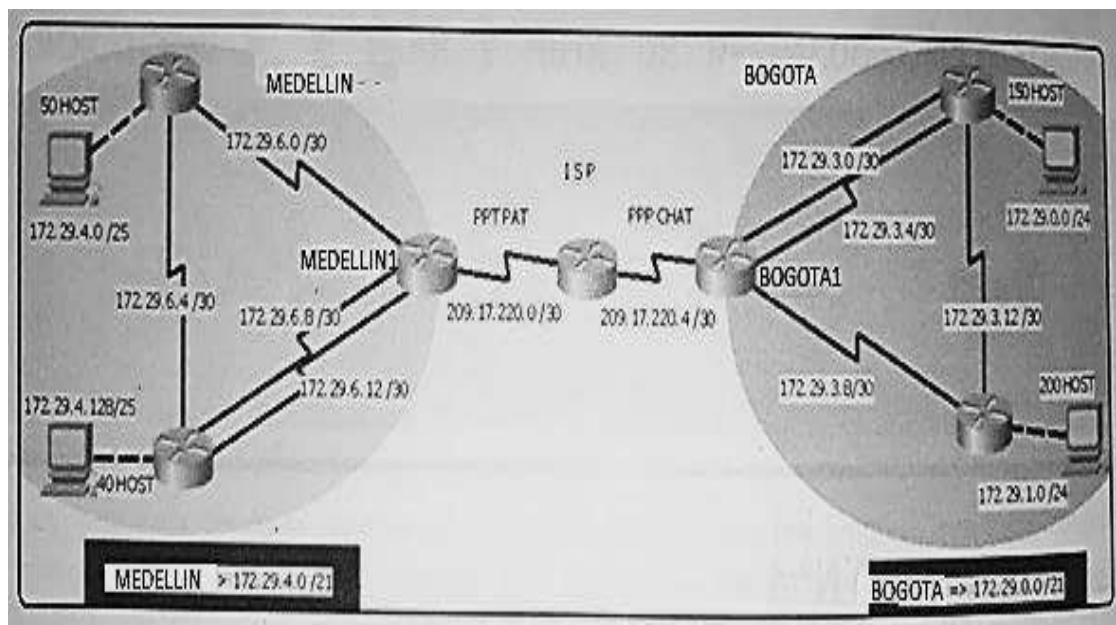 MEDELLIN - -
50 HOST
172.29.6.0 /30
172.29.4.0 /25
172.29.6.4 /30
MEDELLIN1
172.29.6.8 /30
172.29.6.12 /30
172.29.4.128/25
40 HOST
MEDELLIN > 172.29.4.0 /21
ISP
PPT PAT
PPP CHAT
209.17.220.0 /30
209.17.220.4 /30
BOGOTA
150 HOST
172.29.3.0 /30
172.29.0.0 /24
172.29.3.4/30
BOGOTA1
172.29.3.12 /30
172.29.3.8/30
200 HOST
172.29.1.0 /24
BOGOTA => 172.29.0.0 /21